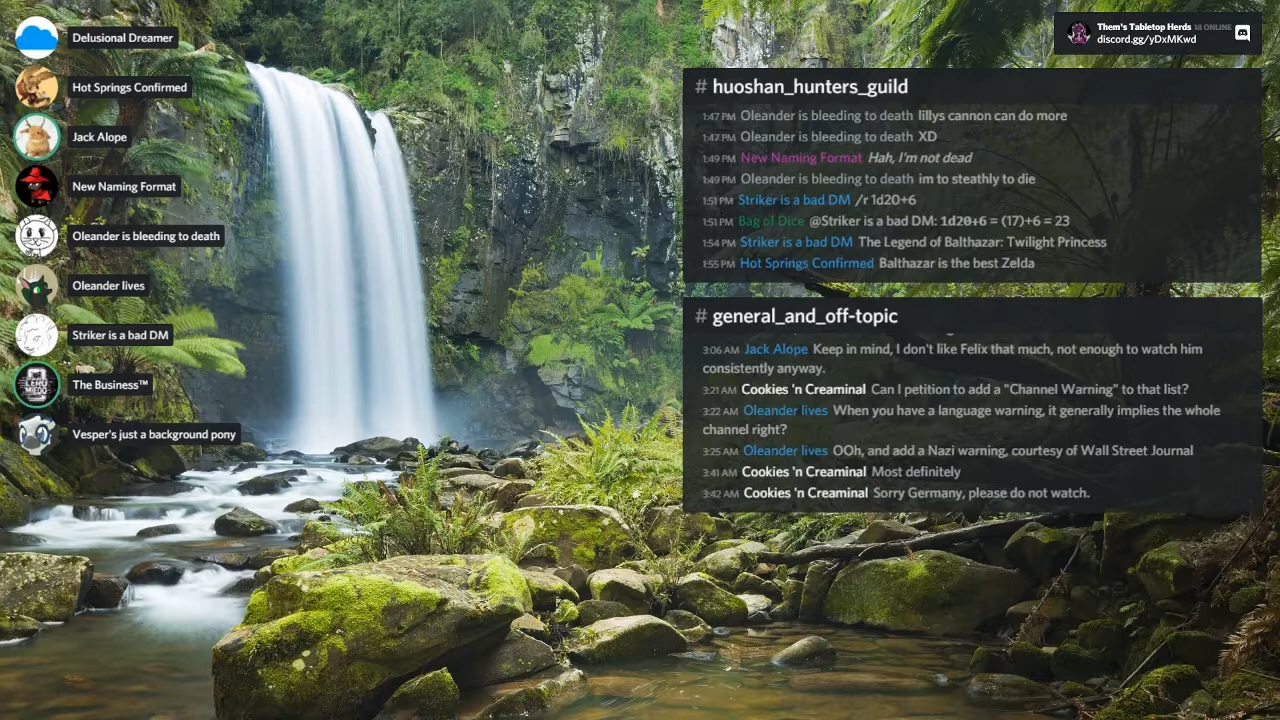 Delusional Dreamer
Hot Springs Confirmed
Jack Alope
New Naming Format
Oleander is bleeding to death
Oleander lives
Striker is a bad DM
The Business™
Vesper's just a background pony
Them's Tabletop Herds 18 ONLINE
discord.gg/yDxMKwd
# huoshan_hunters_guild
1:47 PM Oleander is bleeding to death lillys cannon can do more
1:47 PM Oleander is bleeding to death XD
1:49 PM New Naming Format Hah, I'm not dead
1:49 PM Oleander is bleeding to death im to steathly to die
1:51 PM Striker is a bad DM /r 1d20+6
1:51 PM Bag of Dice @Striker is a bad DM: 1d20+6 = (17)+6 = 23
1:54 PM Striker is a bad DM The Legend of Balthazar: Twilight Princess
1:55 PM Hot Springs Confirmed Balthazar is the best Zelda
# general_and_off-topic
3:06 AM Jack Alope Keep in mind, I don't like Felix that much, not enough to watch him
consistently anyway.
3:21 AM Cookies 'n Creaminal Can I petition to add a "Channel Warning" to that list?
3:22 AM Oleander lives When you have a language warning, it generally implies the whole
channel right?
3:25 AM Oleander lives OOh, and add a Nazi warning, courtesy of Wall Street Journal
3:41 AM Cookies 'n Creaminal Most definitely
3:42 AM Cookies 'n Creaminal Sorry Germany, please do not watch.